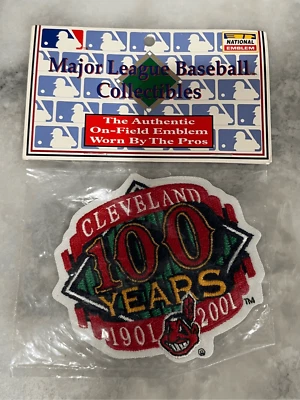 NATIONAL
EMBLEM
Major League Baseball
Collectibles
The Authentic
On-Field Emblem
Worn By The Pros
CLEVELAND
100
YEARS
1901 2001
TM
®